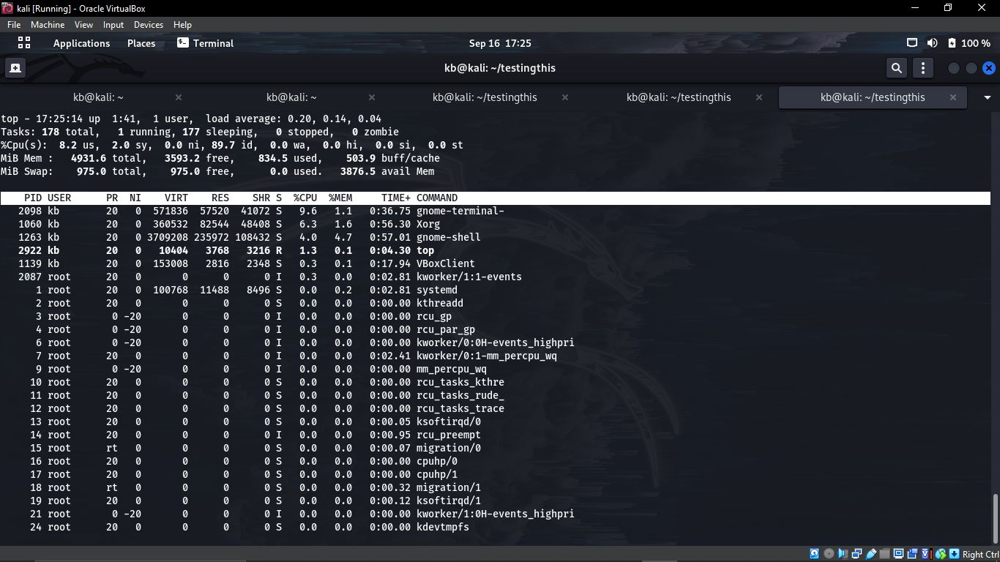 kali [Running] - Oracle VirtualBox
File Machine View Input Devices Help
Applications Places Terminal Sep 16 17:25 100 %
kb@kali: ~/testingthis
kb@kali: ~ kb@kali: ~ kb@kali: ~/testingthis kb@kali: ~/testingthis kb@kali: ~/testingthis
top - 17:25:14 up  1:41,  1 user,  load average: 0.20, 0.14, 0.04
Tasks: 178 total,   1 running, 177 sleeping,   0 stopped,   0 zombie
%Cpu(s):  8.2 us,  2.0 sy,  0.0 ni, 89.7 id,  0.0 wa,  0.0 hi,  0.0 si,  0.0 st
MiB Mem :   4931.6 total,   3593.2 free,    834.5 used,    503.9 buff/cache
MiB Swap:    975.0 total,    975.0 free,      0.0 used.   3876.5 avail Mem
PID USER      PR  NI    VIRT    RES    SHR S  %CPU  %MEM     TIME+ COMMAND
2098 kb        20   0  571836  57520  41072 S   9.6   1.1   0:36.75 gnome-terminal-
1060 kb        20   0  360532  82544  48408 S   6.3   1.6   0:56.30 Xorg
1263 kb        20   0 3709208 235972 108432 S   4.0   4.7   0:57.01 gnome-shell
2922 kb        20   0   10404   3768   3216 R   1.3   0.1   0:04.30 top
1139 kb        20   0  153008   2816   2348 S   0.3   0.1   0:17.94 VBoxClient
2087 root      20   0       0      0      0 I   0.3   0.0   0:02.81 kworker/1:1-events
1 root      20   0  100768  11488   8496 S   0.0   0.2   0:02.81 systemd
2 root      20   0       0      0      0 S   0.0   0.0   0:00.00 kthreadd
3 root       0 -20       0      0      0 I   0.0   0.0   0:00.00 rcu_gp
4 root       0 -20       0      0      0 I   0.0   0.0   0:00.00 rcu_par_gp
6 root       0 -20       0      0      0 I   0.0   0.0   0:00.00 kworker/0:0H-events_highpri
7 root      20   0       0      0      0 I   0.0   0.0   0:02.41 kworker/0:1-mm_percpu_wq
9 root       0 -20       0      0      0 I   0.0   0.0   0:00.00 mm_percpu_wq
10 root      20   0       0      0      0 S   0.0   0.0   0:00.00 rcu_tasks_kthre
11 root      20   0       0      0      0 S   0.0   0.0   0:00.00 rcu_tasks_rude_
12 root      20   0       0      0      0 S   0.0   0.0   0:00.00 rcu_tasks_trace
13 root      20   0       0      0      0 S   0.0   0.0   0:00.05 ksoftirqd/0
14 root      20   0       0      0      0 I   0.0   0.0   0:00.95 rcu_preempt
15 root      rt   0       0      0      0 S   0.0   0.0   0:00.07 migration/0
16 root      20   0       0      0      0 S   0.0   0.0   0:00.00 cpuhp/0
17 root      20   0       0      0      0 S   0.0   0.0   0:00.00 cpuhp/1
18 root      rt   0       0      0      0 S   0.0   0.0   0:00.32 migration/1
19 root      20   0       0      0      0 S   0.0   0.0   0:00.12 ksoftirqd/1
21 root       0 -20       0      0      0 I   0.0   0.0   0:00.00 kworker/1:0H-events_highpri
24 root      20   0       0      0      0 S   0.0   0.0   0:00.00 kdevtmpfs
Right Ctrl